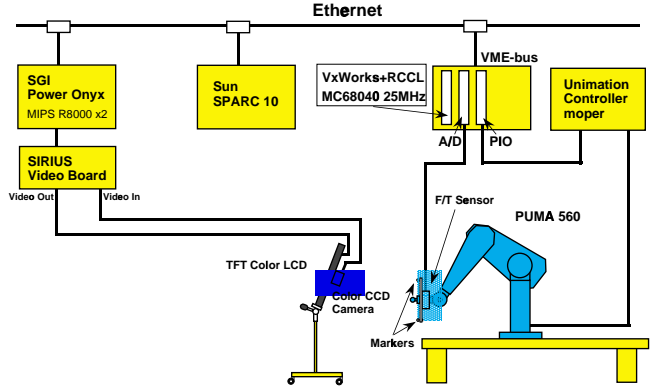 Ethernet
SGI
Power Onyx
MIPS R8000 x2
Sun
SPARC 10
VxWorks+RCCL
MC68040 25MHz
VME-bus
A/D
PIO
Unimation
Controller
moper
SIRIUS
Video Board
Video Out
Video In
F/T Sensor
PUMA 560
TFT Color LCD
Color CCD
Camera
Markers